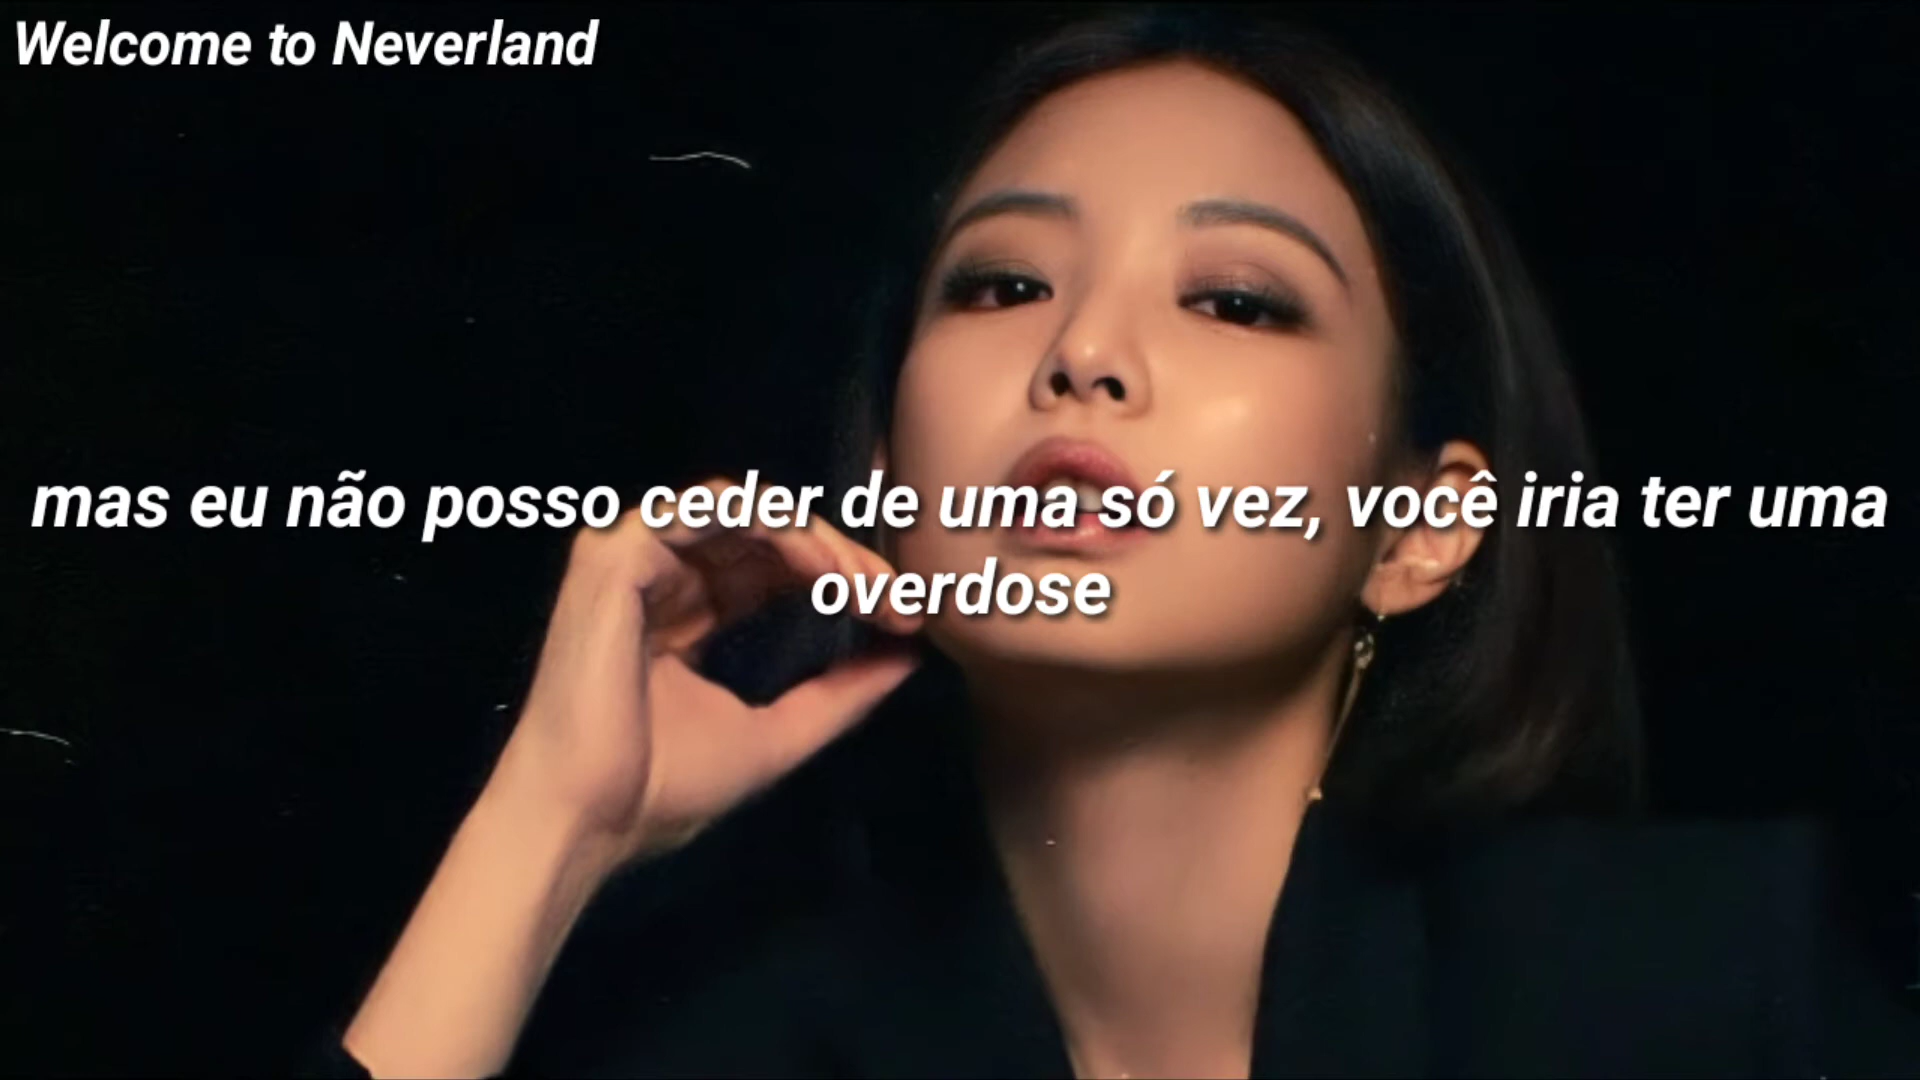 Welcome to Neverland
mas eu não posso ceder de uma só vez, você iria ter uma
overdose